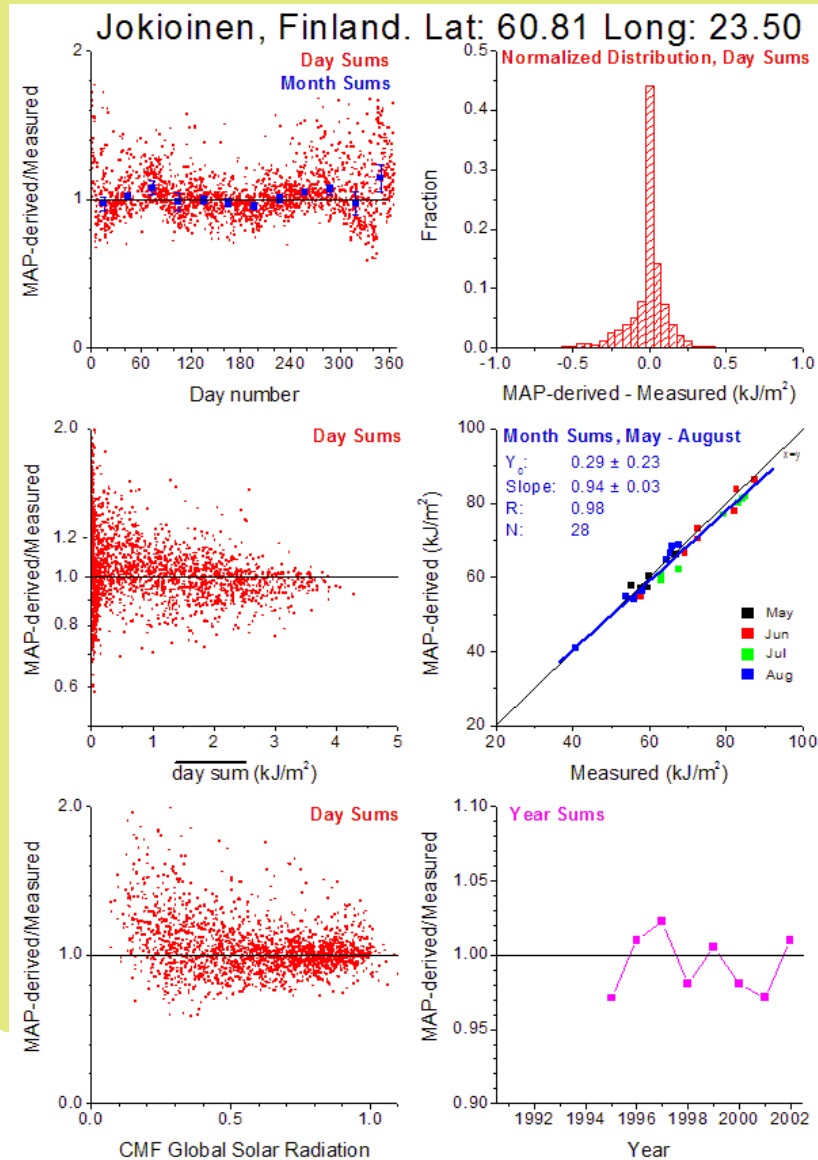 Jokioinen, Finland. Lat: 60.81 Long: 23.50
Day Sums
Month Sums
MAP-derived/Measured
2
1
0
0 60 120 180 240 300 360
Day number
Normalized Distribution, Day Sums
Fraction
0.5
0.4
0.3
0.2
0.1
0.0
-1.0 -0.5 0.0 0.5 1.0
MAP-derived - Measured (kJ/m²)
Day Sums
MAP-derived/Measured
2.0
1.2
1.0
0.8
0.6
0 1 2 3 4 5
day sum (kJ/m²)
Month Sums, May - August
Y₀: 0.29 ± 0.23
Slope: 0.94 ± 0.03
R: 0.98
N: 28
x=y
May
Jun
Jul
Aug
MAP-derived (kJ/m²)
100
80
60
40
20
20 40 60 80 100
Measured (kJ/m²)
Day Sums
MAP-derived/Measured
2.0
1.0
0.0
0.0 0.5 1.0
CMF Global Solar Radiation
Year Sums
MAP-derived/Measured
1.10
1.05
1.00
0.95
0.90
1992 1994 1996 1998 2000 2002
Year